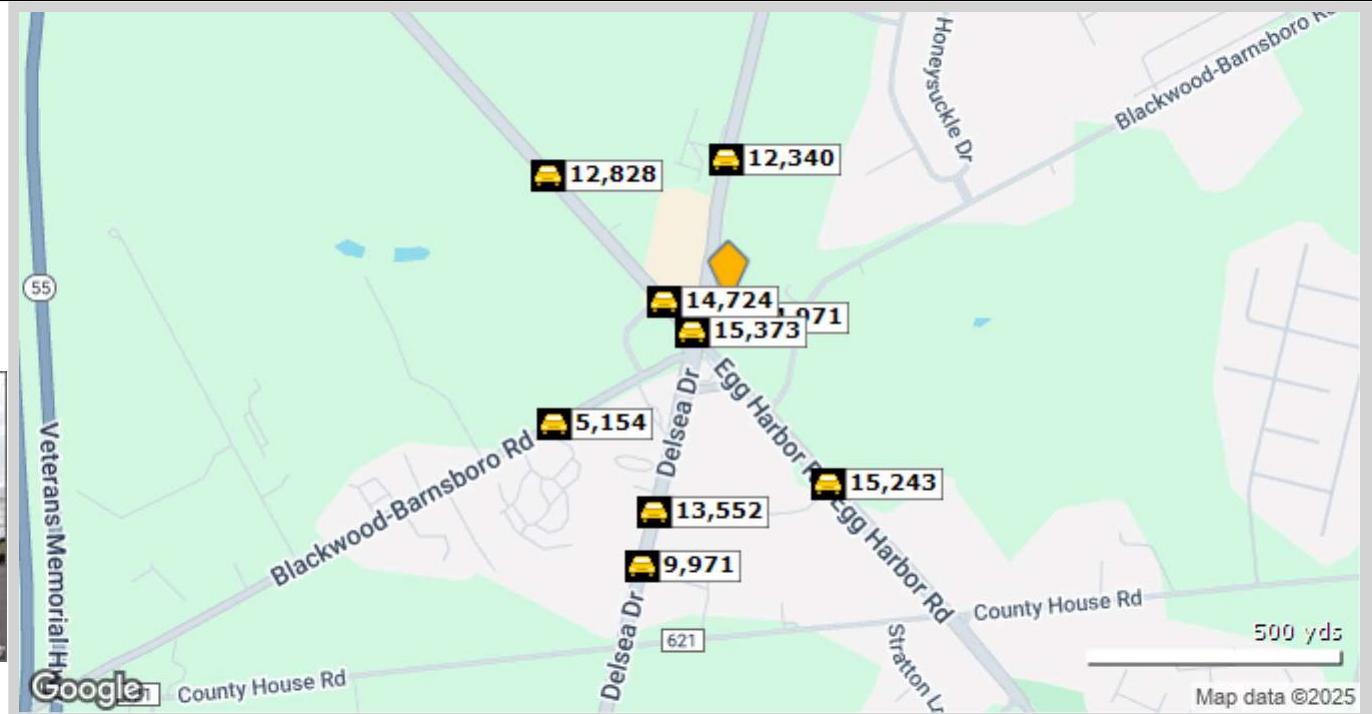 Honeysuckle Dr
Blackwood-Barnsboro
12,340
12,828
55
14,724
971
15,373
Egg Harbor
5,154
Delsea Dr
Blackwood-Barnsboro Rd
15,243
13,552
Egg Harbor Rd
9,971
Veterans Memorial
County House Rd
500 yds
621
Stratton
Delsea Dr
County House Rd
Google
Map data ©2025